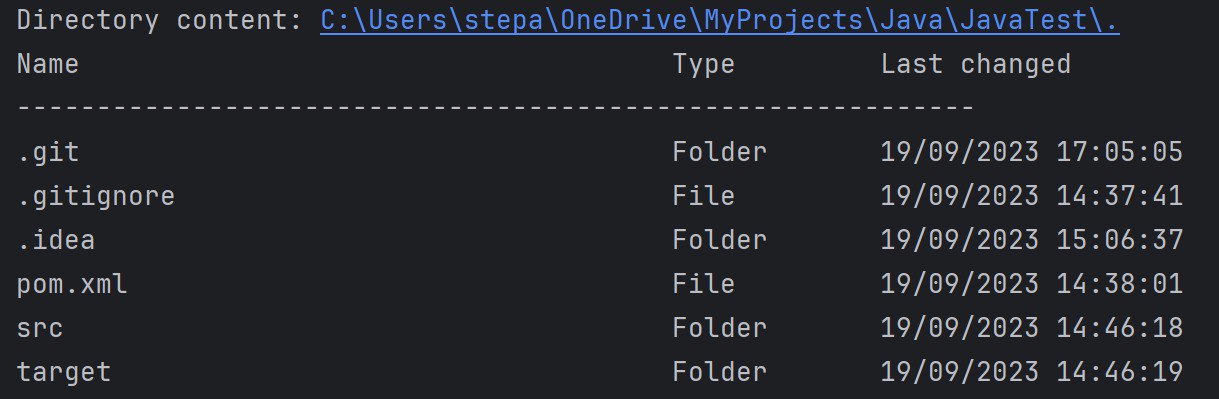 Directory content: C:\Users\stepa\OneDrive\MyProjects\Java\JavaTest\.
Name Type Last changed
------------------------------------------------------------
.git Folder 19/09/2023 17:05:05
.gitignore File 19/09/2023 14:37:41
.idea Folder 19/09/2023 15:06:37
pom.xml File 19/09/2023 14:38:01
src Folder 19/09/2023 14:46:18
target Folder 19/09/2023 14:46:19